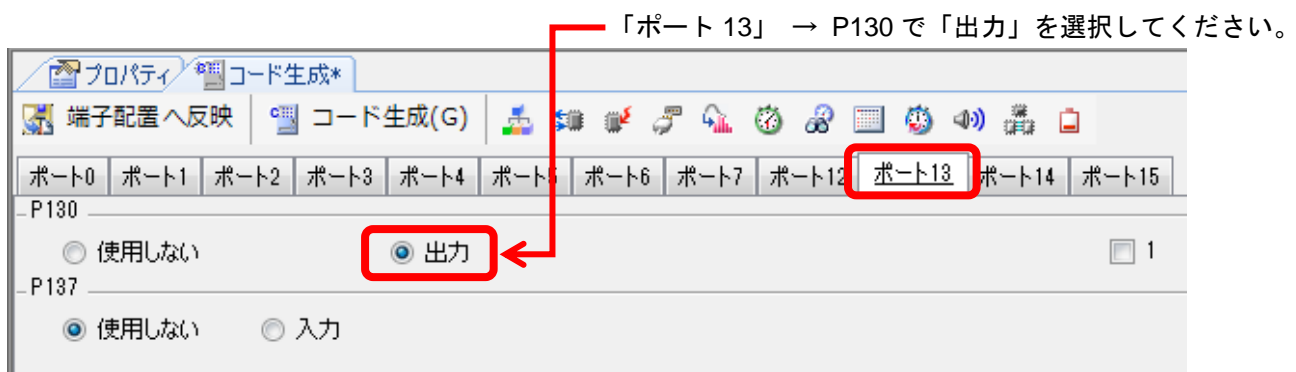 「ポート 13」 → P130 で「出力」を選択してください。
プロパティ コード生成*
端子配置へ反映 コード生成(G)
ポート0 ポート1 ポート2 ポート3 ポート4 ポート5 ポート6 ポート7 ポート12 ポート13 ポート14 ポート15
P130
使用しない 出力 1
P137
使用しない 入力